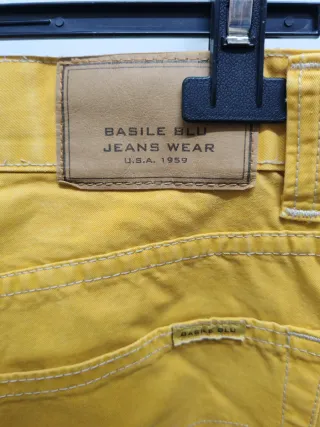 BASILE BLU
JEANS WEAR
U.S.A. 1959
BASILE BLU